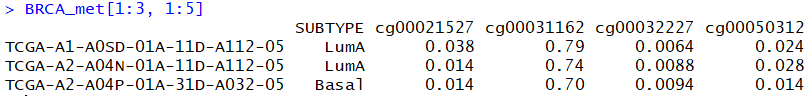 > BRCA_met[1:3, 1:5]
SUBTYPE cg00021527 cg00031162 cg00032227 cg00050312
TCGA-A1-A0SD-01A-11D-A112-05 LumA 0.038 0.79 0.0064 0.024
TCGA-A2-A04N-01A-11D-A112-05 LumA 0.014 0.74 0.0088 0.028
TCGA-A2-A04P-01A-31D-A032-05 Basal 0.014 0.70 0.0094 0.014